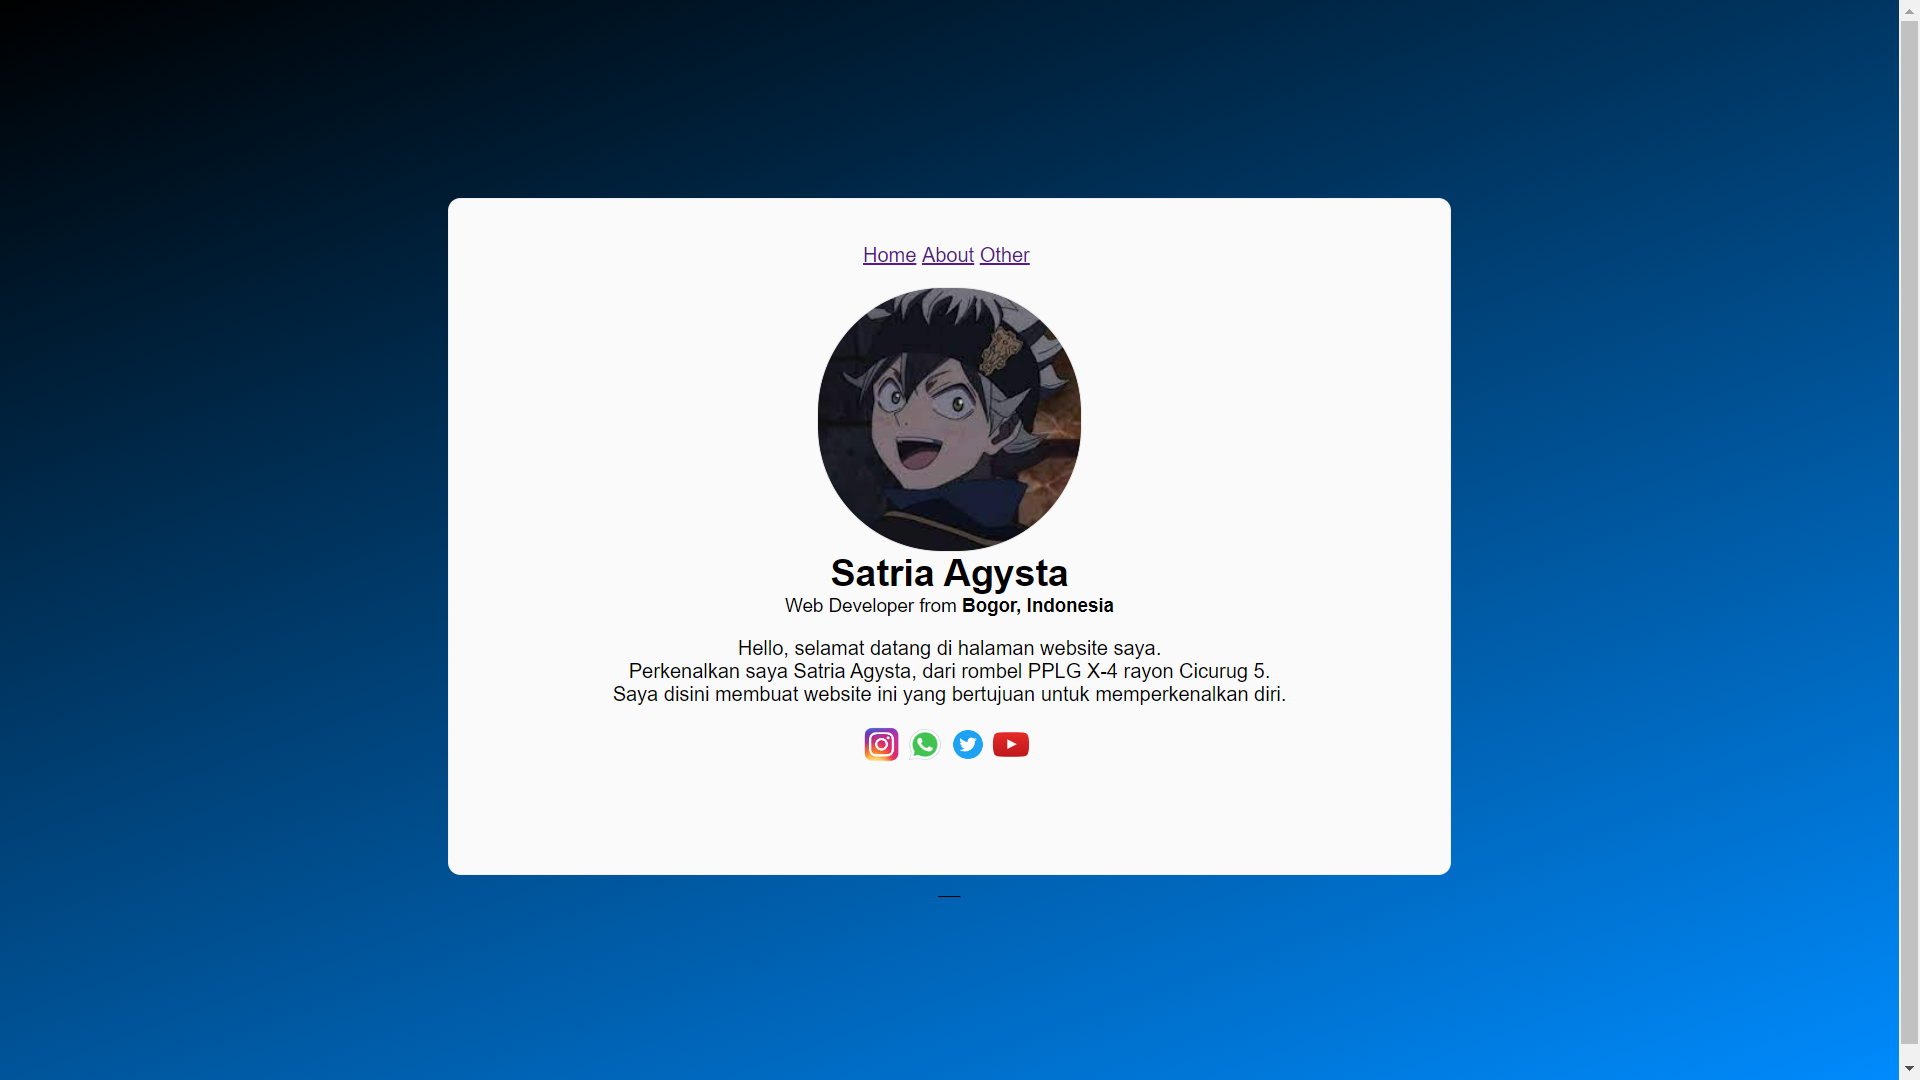 Home About Other
Satria Agysta
Web Developer from Bogor, Indonesia
Hello, selamat datang di halaman website saya.
Perkenalkan saya Satria Agysta, dari rombel PPLG X-4 rayon Cicurug 5.
Saya disini membuat website ini yang bertujuan untuk memperkenalkan diri.